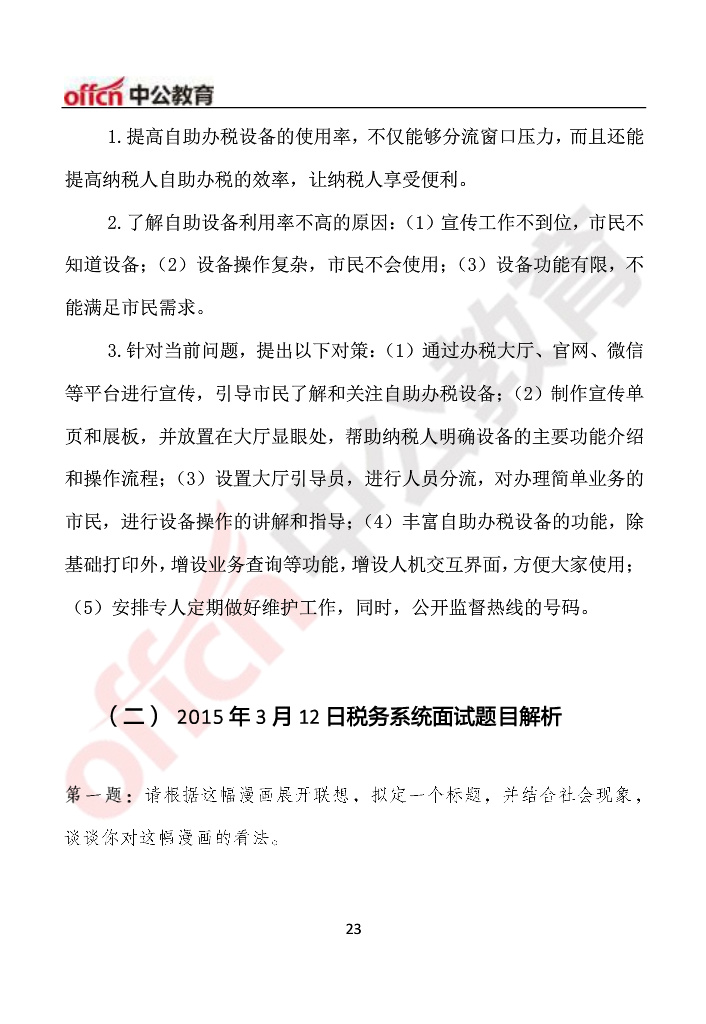 offcn 中公教育
1.提高自助办税设备的使用率，不仅能够分流窗口压力，而且还能
提高纳税人自助办税的效率，让纳税人享受便利。
2.了解自助设备利用率不高的原因：（1）宣传工作不到位，市民不
知道设备；（2）设备操作复杂，市民不会使用；（3）设备功能有限，不
能满足市民需求。
3.针对当前问题，提出以下对策：（1）通过办税大厅、官网、微信
等平台进行宣传，引导市民了解和关注自助办税设备；（2）制作宣传单
页和展板，并放置在大厅显眼处，帮助纳税人明确设备的主要功能介绍
和操作流程；（3）设置大厅引导员，进行人员分流，对办理简单业务的
市民，进行设备操作的讲解和指导；（4）丰富自助办税设备的功能，除
基础打印外，增设业务查询等功能，增设人机交互界面，方便大家使用；
（5）安排专人定期做好维护工作，同时，公开监督热线的号码。
offcn 中公教育
（二） 2015 年 3 月 12 日税务系统面试题目解析
第一题：请根据这幅漫画展开联想，拟定一个标题，并结合社会现象，
谈谈你对这幅漫画的看法。
23